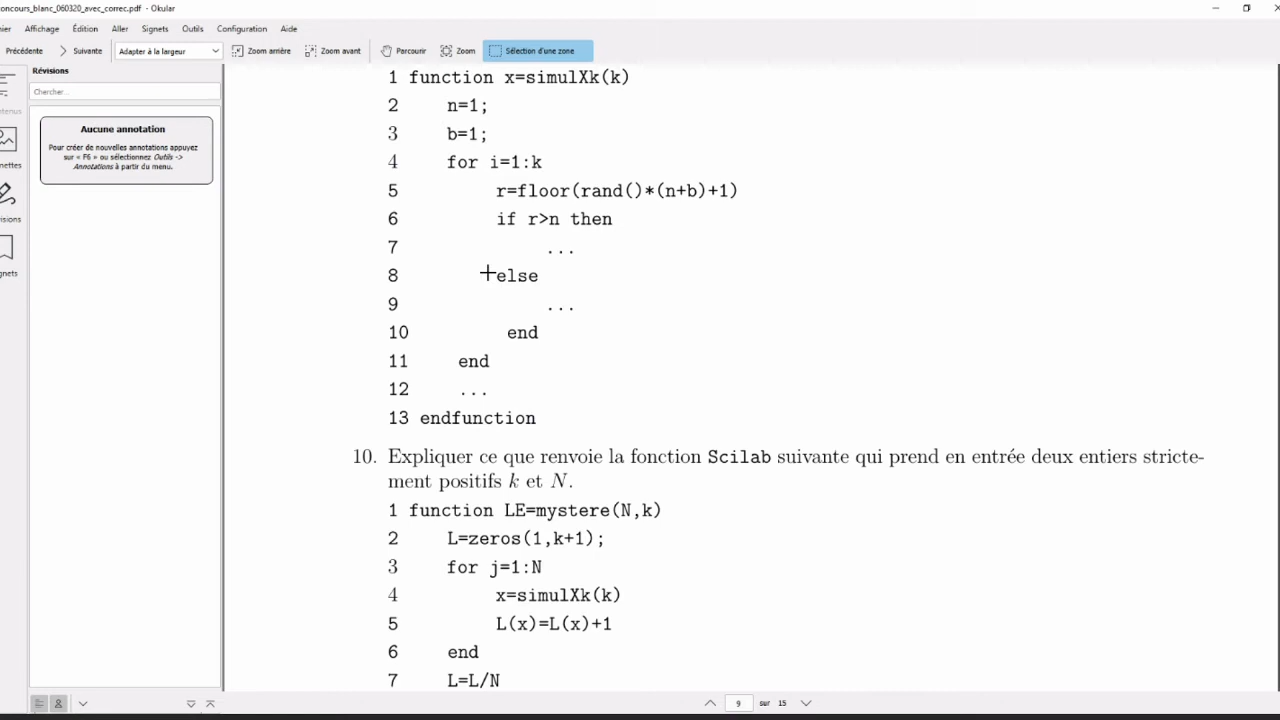 concours_blanc_060320_avec_correc.pdf - Okular
Affichage Édition Aller Signets Outils Configuration Aide
Précédente Suivante Adapter à la largeur Zoom arrière Zoom avant Parcourir Zoom Sélection d'une zone
Révisions
Chercher...
Aucune annotation
Pour créer de nouvelles annotations appuyez
sur « F6 » ou sélectionnez Outils ->
Annotations à partir du menu.
1 function x=simulXk(k)
2 n=1;
3 b=1;
4 for i=1:k
5 r=floor(rand()*(n+b)+1)
6 if r>n then
7 ...
8 else
9 ...
10 end
11 end
12 ...
13 endfunction
10. Expliquer ce que renvoie la fonction Scilab suivante qui prend en entrée deux entiers stricte-
ment positifs k et N.
1 function LE=mystere(N,k)
2 L=zeros(1,k+1);
3 for j=1:N
4 x=simulXk(k)
5 L(x)=L(x)+1
6 end
7 L=L/N
9 sur 15